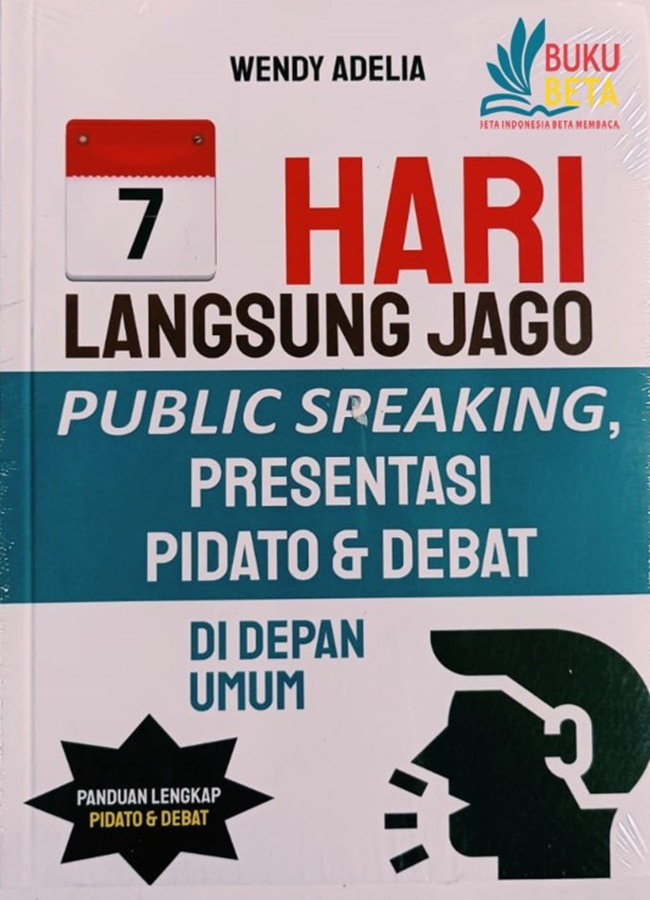 WENDY ADELIA
BUKU
BETA
BETA INDONESIA BETA MEMBACA
7
HARI
LANGSUNG JAGO
PUBLIC SPEAKING,
PRESENTASI
PIDATO & DEBAT
DI DEPAN
UMUM
PANDUAN LENGKAP
PIDATO & DEBAT